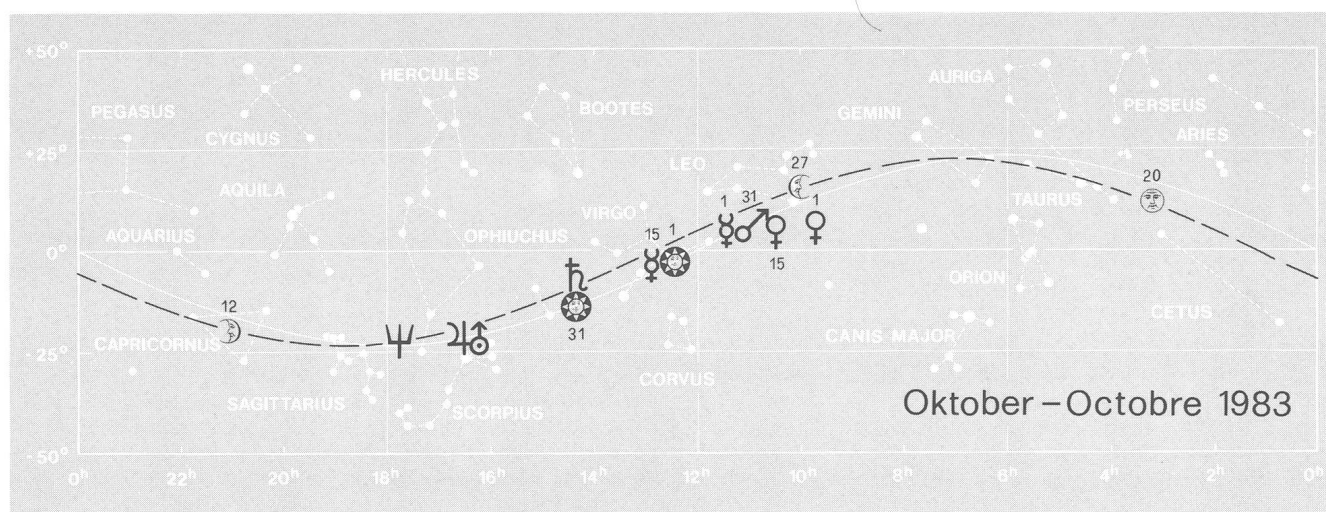 +50°
HERCULES
AURIGA
PEGASUS
BOOTES
GEMINI
PERSEUS
CYGNUS
ARIES
+25°
LEO
27
20
AQUILA
1
31
1
TAURUS
VIRGO
AQUARIUS
OPHIUCHUS
15
1
0°
15
ORION
12
31
CETUS
CAPRICORNUS
CANIS MAJOR
-25°
CORVUS
SAGITTARIUS
SCORPIUS
Oktober – Octobre 1983
-50°
0h 22h 20h 18h 16h 14h 12h 10h 8h 6h 4h 2h 0h